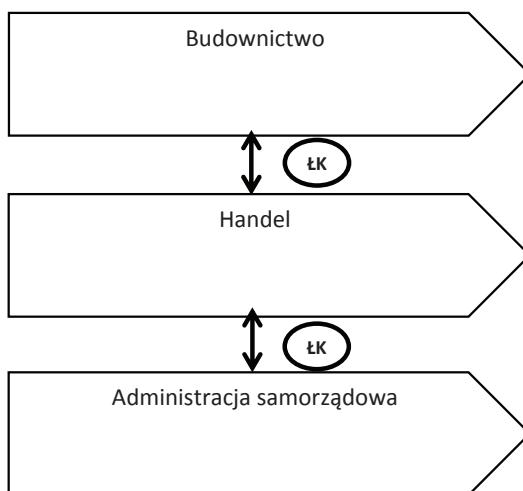 Budownictwo
ŁK
Handel
ŁK
Administracja samorządowa